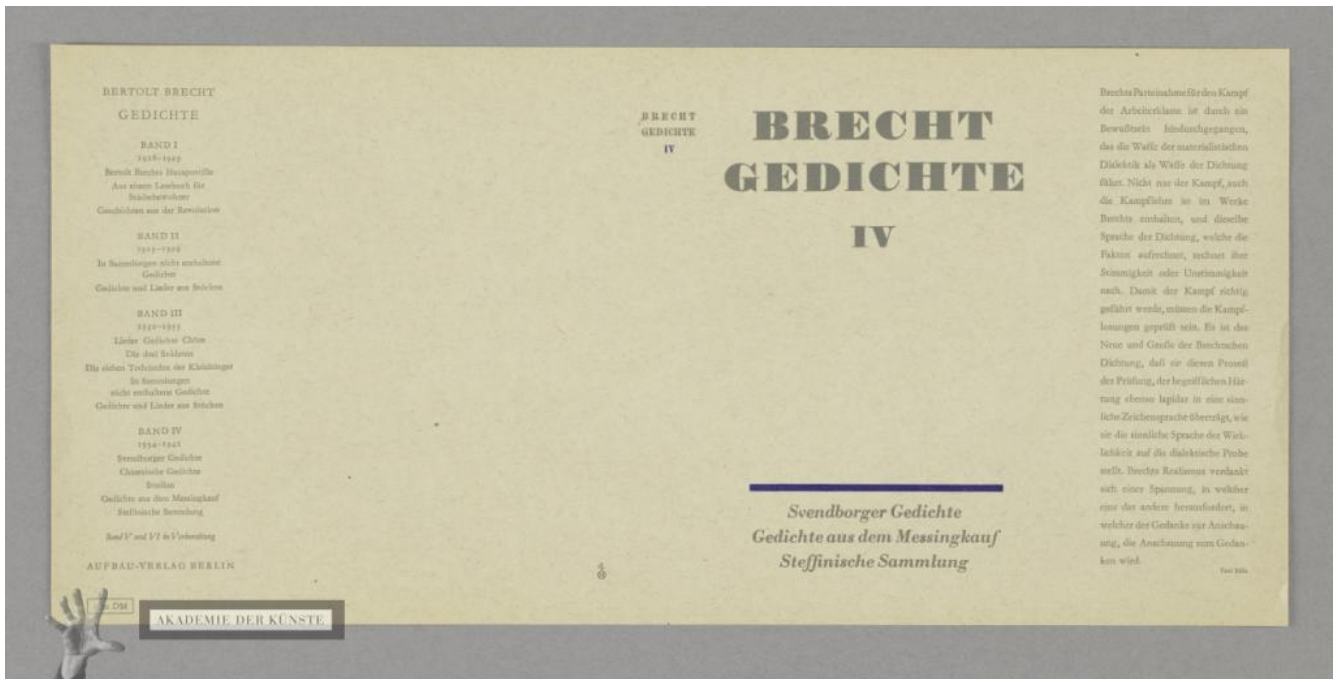 BERTOLT BRECHT
GEDICHTE
BAND I
1918–1929
Bertolt Brechts Hauspostille
Aus einem Lesebuch für
Städtebewohner
Geschichten aus der Revolution
BAND II
In Sammlungen nicht enthaltene
Gedichte
Gedichte und Lieder aus Stücken
BAND III
1930–1933
Lieder Gedichte Chöre
Die drei Soldaten
Die sieben Todsünden der Kleinbürger
In Sammlungen
nicht enthaltene Gedichte
Gedichte und Lieder aus Stücken
BAND IV
1934–1941
Svendborger Gedichte
Chinesische Gedichte
Studien
Gedichte aus dem Messingkauf
Steffinische Sammlung
Band V und VI in Vorbereitung
AUFBAU-VERLAG BERLIN
DM
AKADEMIE DER KÜNSTE
BRECHT
GEDICHTE
IV
BRECHT
GEDICHTE
IV
Svendborger Gedichte
Gedichte aus dem Messingkauf
Steffinische Sammlung
Brechts Parteinahme für den Kampf
der Arbeiterklasse ist durch ein
Bewußtsein hindurchgegangen,
das die Waffe der materialistischen
Dialektik als Waffe der Dichtung
führt. Nicht nur der Kampf, auch
die Kampflehre ist im Werke
Brechts enthalten, und dieselbe
Sprache der Dichtung, welche die
Fakten aufrechnet, rechnet ihre
Stimmigkeit oder Unstimmigkeit
nach. Damit der Kampf richtig
geführt werde, müssen die Kampf-
losungen geprüft sein. Es ist das
Neue und Große der Brechtschen
Dichtung, daß sie diesen Prozeß
der Prüfung, der begrifflichen Här-
tung ebenso lapidar in eine sinn-
liche Zeichensprache überträgt, wie
sie die sinnliche Sprache der Wirk-
lichkeit auf die dialektische Probe
stellt. Brechts Realismus verdankt
sich einer Spannung, in welcher
eins das andere herausfordert, in
welcher der Gedanke zur Anschau-
ung, die Anschauung zum Gedan-
ken wird.